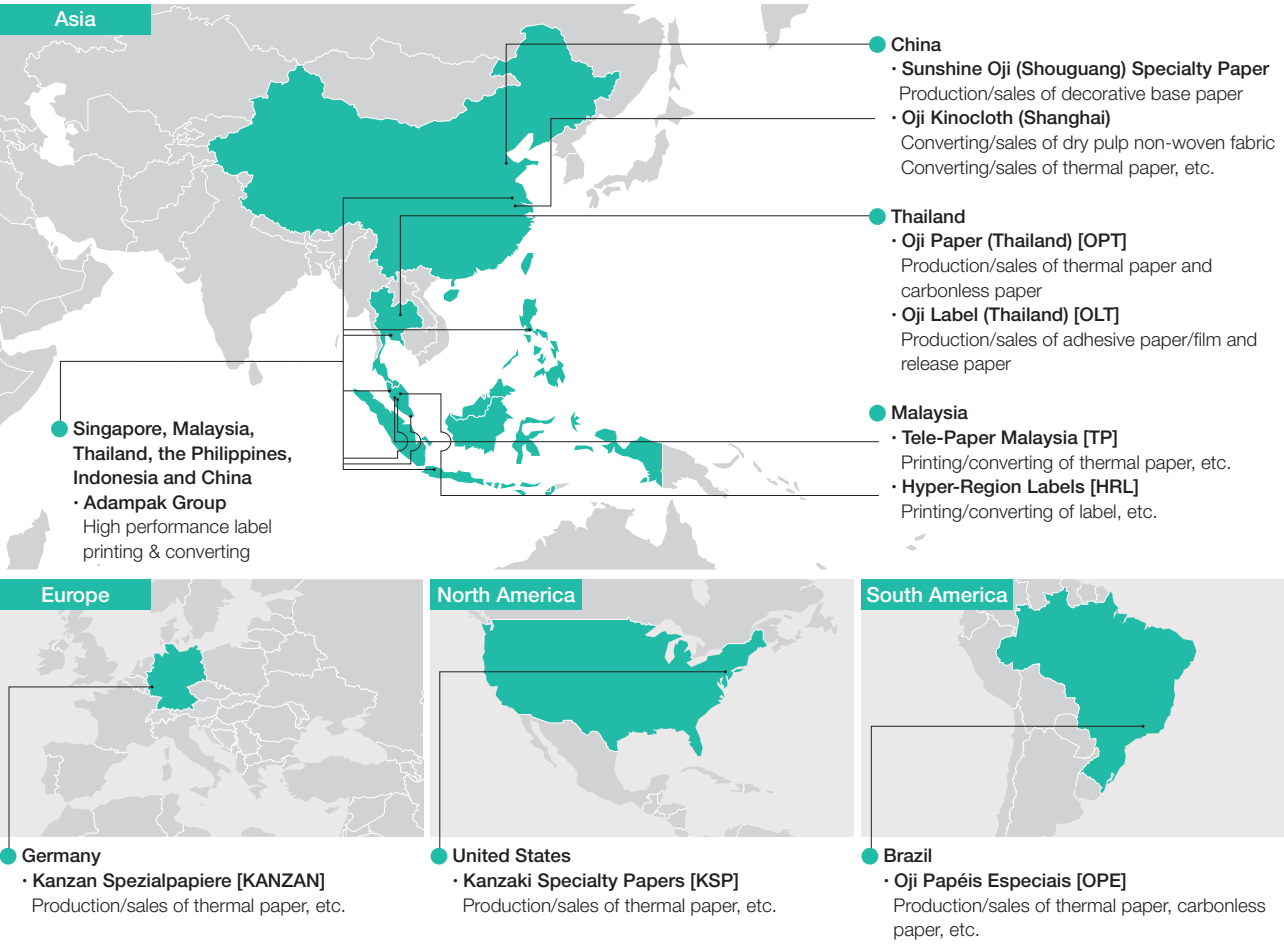 Asia
China
· Sunshine Oji (Shouguang) Specialty Paper
Production/sales of decorative base paper
· Oji Kinocloth (Shanghai)
Converting/sales of dry pulp non-woven fabric
Converting/sales of thermal paper, etc.
Thailand
· Oji Paper (Thailand) [OPT]
Production/sales of thermal paper and
carbonless paper
· Oji Label (Thailand) [OLT]
Production/sales of adhesive paper/film and
release paper
Malaysia
· Tele-Paper Malaysia [TP]
Printing/converting of thermal paper, etc.
· Hyper-Region Labels [HRL]
Printing/converting of label, etc.
Singapore, Malaysia,
Thailand, the Philippines,
Indonesia and China
· Adampak Group
High performance label
printing & converting
Europe
Germany
· Kanzan Spezialpapiere [KANZAN]
Production/sales of thermal paper, etc.
North America
United States
· Kanzaki Specialty Papers [KSP]
Production/sales of thermal paper, etc.
South America
Brazil
· Oji Papéis Especiais [OPE]
Production/sales of thermal paper, carbonless
paper, etc.